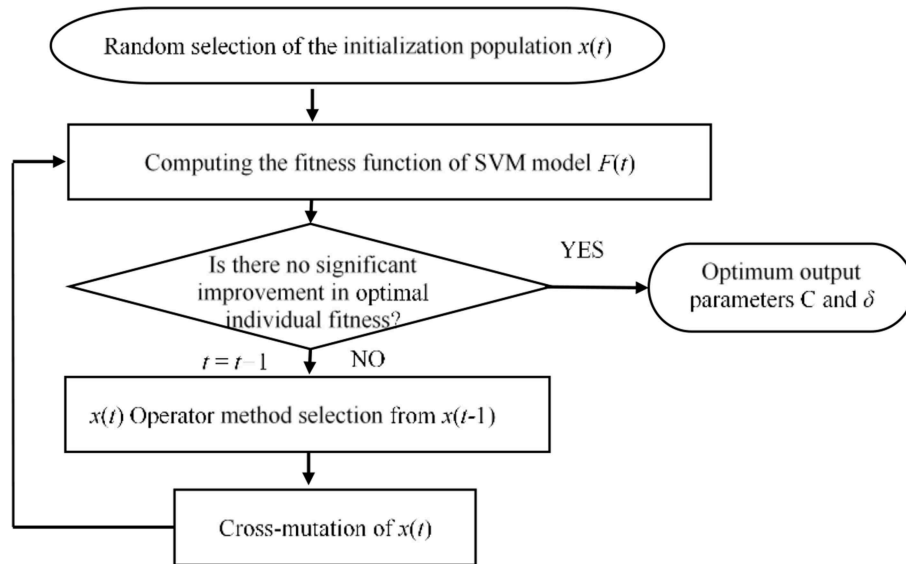 Random selection of the initialization population x(t)
Computing the fitness function of SVM model F(t)
Is there no significant
improvement in optimal
individual fitness?
YES
Optimum output
parameters C and δ
t = t−1
NO
x(t) Operator method selection from x(t-1)
Cross-mutation of x(t)